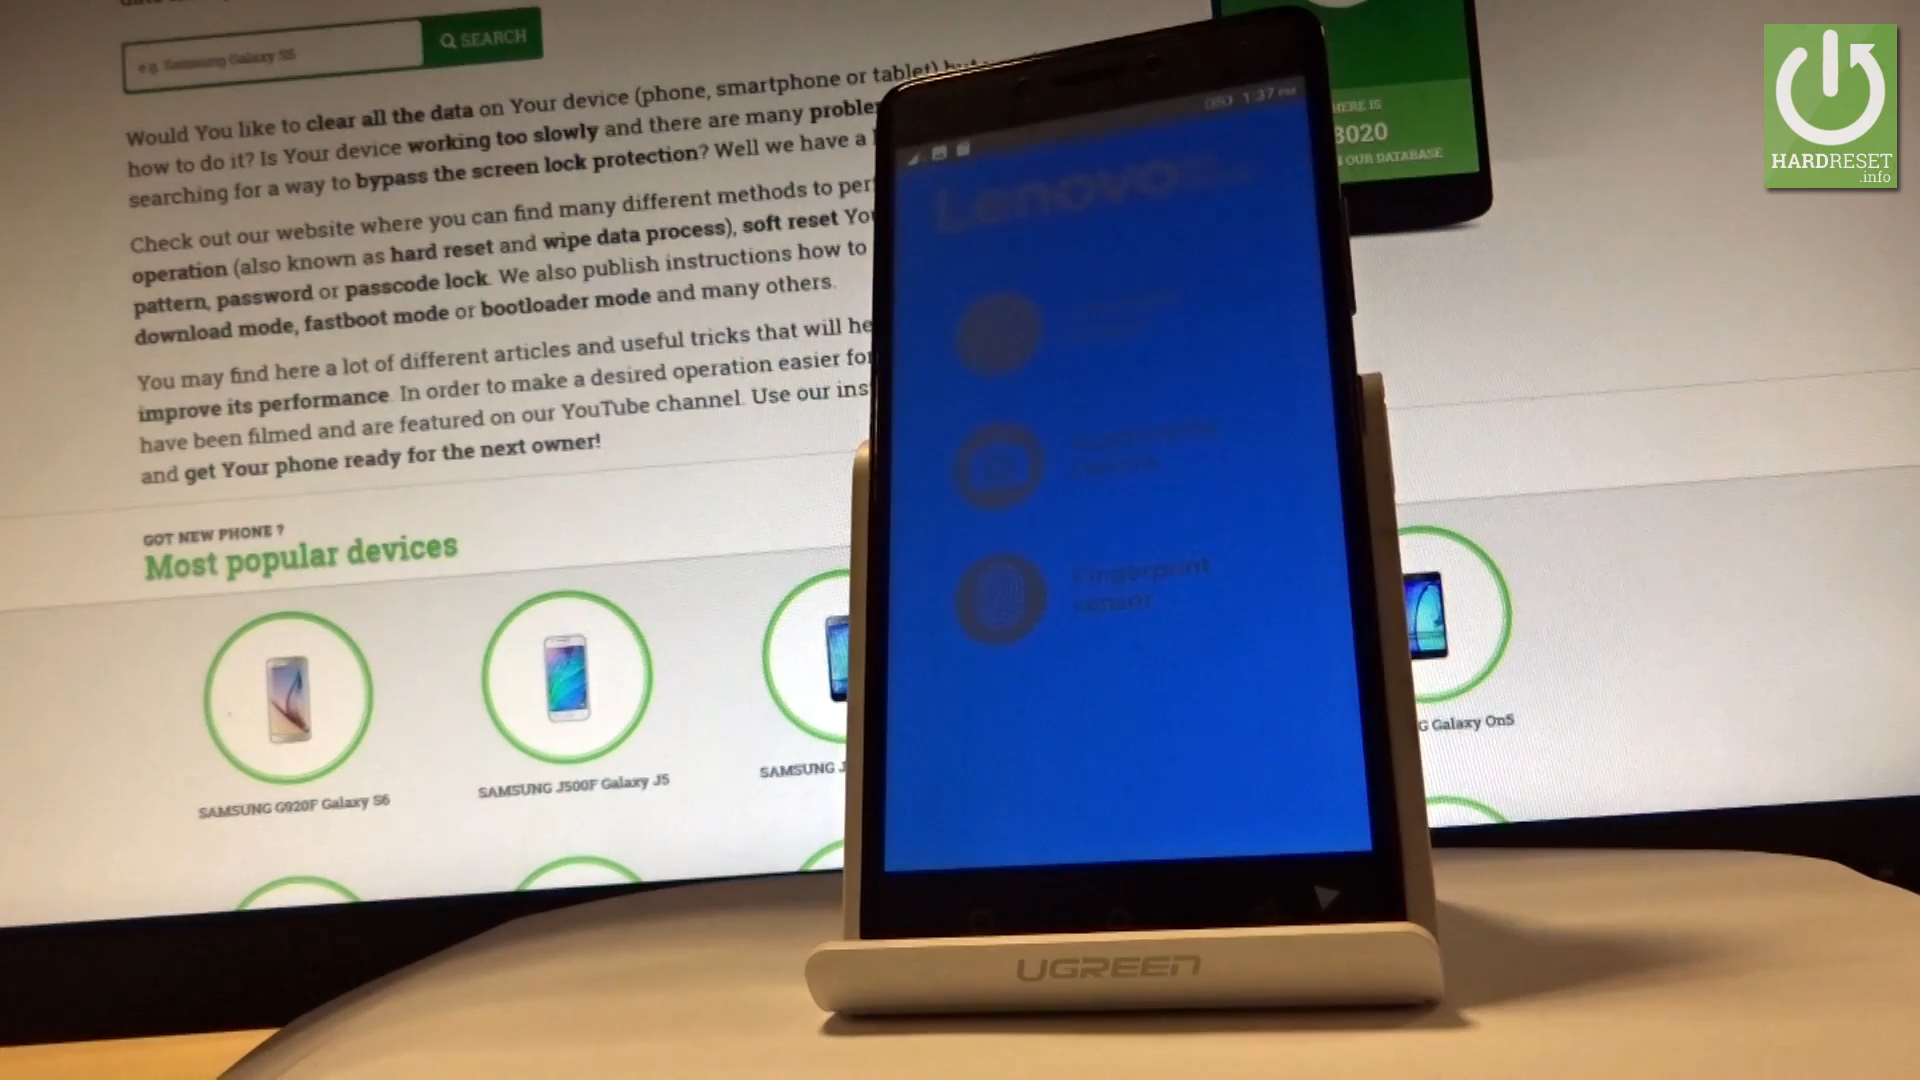 e.g. Samsung Galaxy S6
SEARCH
Would You like to clear all the data on Your device (phone, smartphone or tablet) but
how to do it? Is Your device working too slowly and there are many
searching for a way to bypass the screen lock protection? Well we have a
Check out our website where you can find many different methods to
operation (also known as hard reset and wipe data process), soft reset
pattern, password or passcode lock. We also publish instructions how to
download mode, fastboot mode or bootloader mode and many others.
You may find here a lot of different articles and useful tricks that will
improve its performance. In order to make a desired operation easier
have been filmed and are featured on our YouTube channel. Use our
and get Your phone ready for the next owner!
GOT NEW PHONE ?
Most popular devices
SAMSUNG G920F Galaxy S6
SAMSUNG J500F Galaxy J5
SAMSUNG
Galaxy On5
HERE IS
3020
OUR DATABASE
1:37 PM
Lenovo
Fingerprint
sensor
UGREEN
HARDRESET
.info